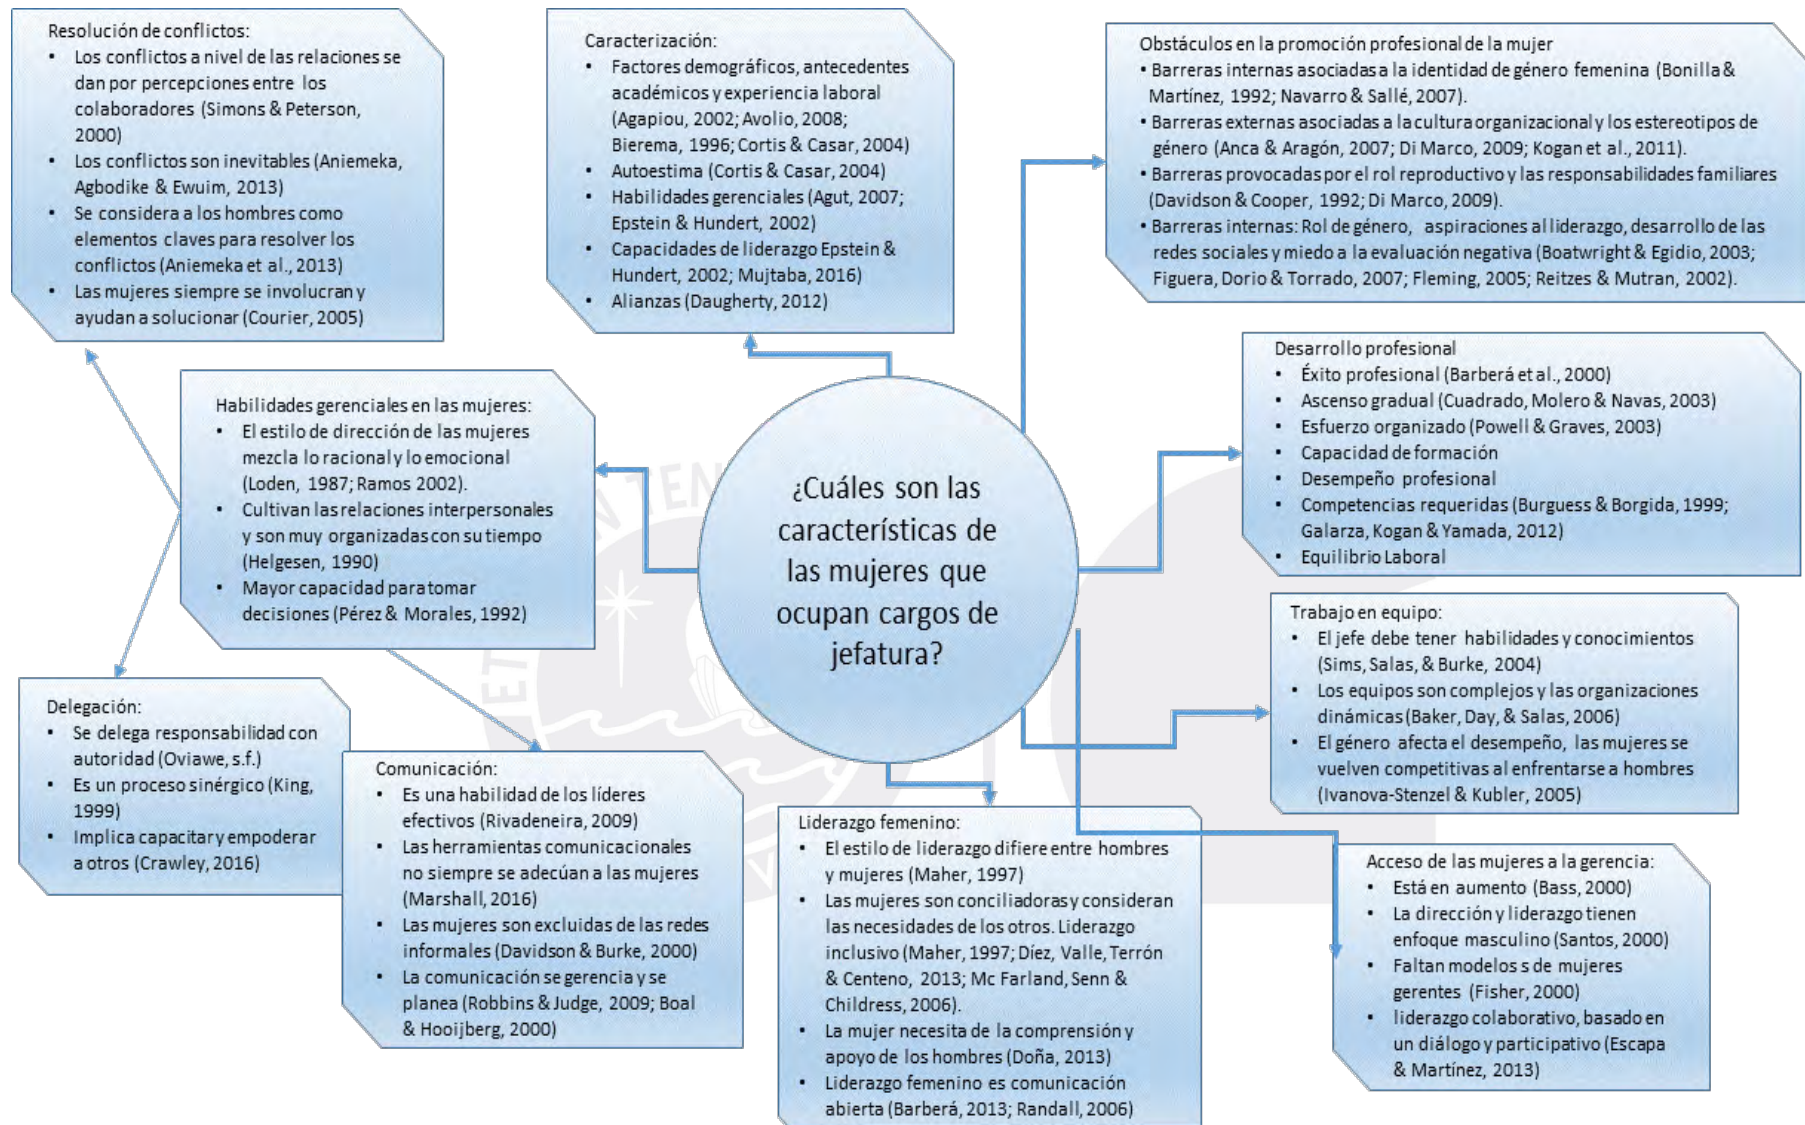 Resolución de conflictos:
• Los conflictos a nivel de las relaciones se
dan por percepciones entre los
colaboradores (Simons & Peterson,
2000)
• Los conflictos son inevitables (Aniemeka,
Agbodike & Ewuim, 2013)
• Se considera a los hombres como
elementos claves para resolver los
conflictos (Aniemeka et al., 2013)
• Las mujeres siempre se involucran y
ayudan a solucionar (Courier, 2005)
Caracterización:
• Factores demográficos, antecedentes
académicos y experiencia laboral
(Agapiou, 2002; Avolio, 2008;
Bierema, 1996; Cortis & Casar, 2004)
• Autoestima (Cortis & Casar, 2004)
• Habilidades gerenciales (Agut, 2007;
Epstein & Hundert, 2002)
• Capacidades de liderazgo Epstein &
Hundert, 2002; Mujtaba, 2016)
• Alianzas (Daugherty, 2012)
Obstáculos en la promoción profesional de la mujer
• Barreras internas asociadas a la identidad de género femenina (Bonilla &
Martínez, 1992; Navarro & Sallé, 2007).
• Barreras externas asociadas a la cultura organizacional y los estereotipos de
género (Anca & Aragón, 2007; Di Marco, 2009; Kogan et al., 2011).
• Barreras provocadas por el rol reproductivo y las responsabilidades familiares
(Davidson & Cooper, 1992; Di Marco, 2009).
• Barreras internas: Rol de género, aspiraciones al liderazgo, desarrollo de las
redes sociales y miedo a la evaluación negativa (Boatwright & Egidio, 2003;
Figuera, Dorio & Torrado, 2007; Fleming, 2005; Reitzes & Mutran, 2002).
Habilidades gerenciales en las mujeres:
• El estilo de dirección de las mujeres
mezcla lo racional y lo emocional
(Loden, 1987; Ramos 2002).
• Cultivan las relaciones interpersonales
y son muy organizadas con su tiempo
(Helgesen, 1990)
• Mayor capacidad para tomar
decisiones (Pérez & Morales, 1992)
¿Cuáles son las
características de
las mujeres que
ocupan cargos de
jefatura?
Desarrollo profesional
• Éxito profesional (Barberá et al., 2000)
• Ascenso gradual (Cuadrado, Molero & Navas, 2003)
• Esfuerzo organizado (Powell & Graves, 2003)
• Capacidad de formación
• Desempeño profesional
• Competencias requeridas (Burguess & Borgida, 1999;
Galarza, Kogan & Yamada, 2012)
• Equilibrio Laboral
Trabajo en equipo:
• El jefe debe tener habilidades y conocimientos
(Sims, Salas, & Burke, 2004)
• Los equipos son complejos y las organizaciones
dinámicas (Baker, Day, & Salas, 2006)
• El género afecta el desempeño, las mujeres se
vuelven competitivas al enfrentarse a hombres
(Ivanova-Stenzel & Kubler, 2005)
Delegación:
• Se delega responsabilidad con
autoridad (Oviawe, s.f.)
• Es un proceso sinérgico (King,
1999)
• Implica capacitar y empoderar
a otros (Crawley, 2016)
Comunicación:
• Es una habilidad de los líderes
efectivos (Rivadeneira, 2009)
• Las herramientas comunicacionales
no siempre se adecúan a las mujeres
(Marshall, 2016)
• Las mujeres son excluidas de las redes
informales (Davidson & Burke, 2000)
• La comunicación se gerencia y se
planea (Robbins & Judge, 2009; Boal
& Hooijberg, 2000)
Liderazgo femenino:
• El estilo de liderazgo difiere entre hombres
y mujeres (Maher, 1997)
• Las mujeres son conciliadoras y consideran
las necesidades de los otros. Liderazgo
inclusivo (Maher, 1997; Díez, Valle, Terrón
& Centeno, 2013; Mc Farland, Senn &
Childress, 2006).
• La mujer necesita de la comprensión y
apoyo de los hombres (Doña, 2013)
• Liderazgo femenino es comunicación
abierta (Barberá, 2013; Randall, 2006)
Acceso de las mujeres a la gerencia:
• Está en aumento (Bass, 2000)
• La dirección y liderazgo tienen
enfoque masculino (Santos, 2000)
• Faltan modelos s de mujeres
gerentes (Fisher, 2000)
• liderazgo colaborativo, basado en
un diálogo y participativo (Escapa
& Martínez, 2013)